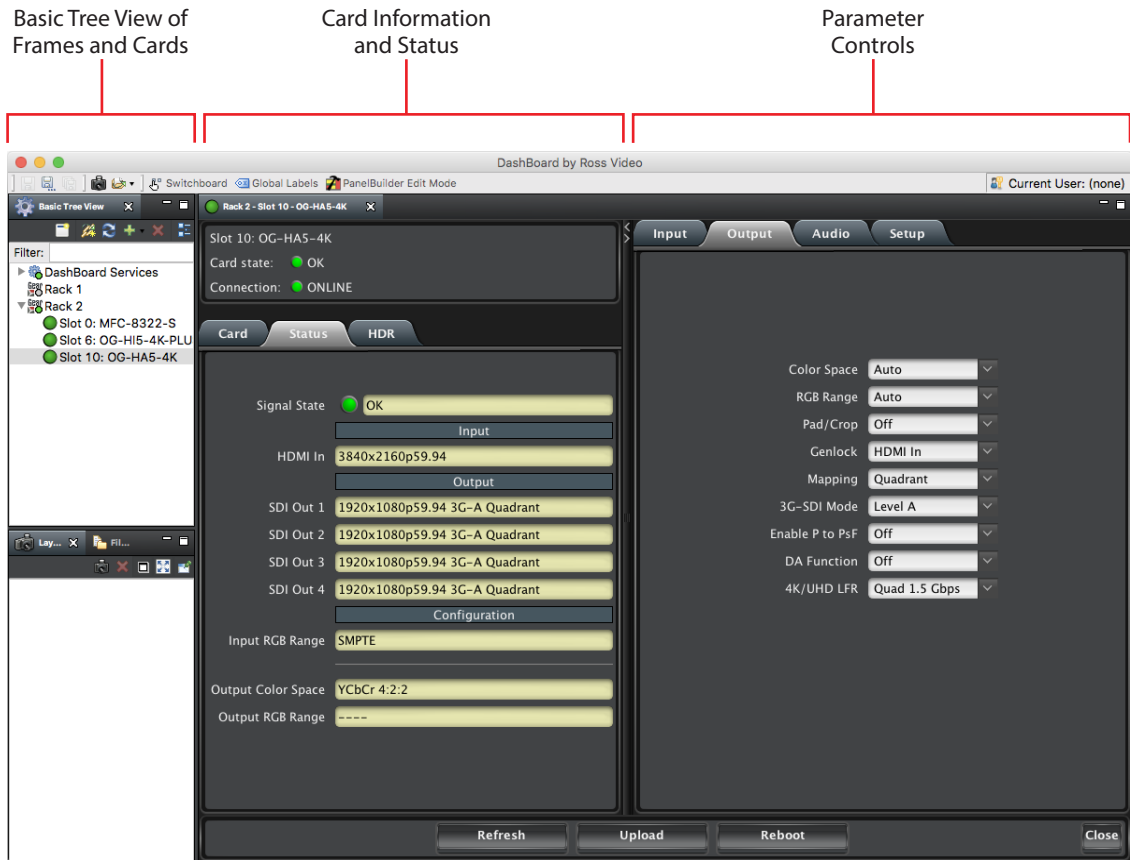 Basic Tree View of
Frames and Cards
Card Information
and Status
Parameter
Controls
DashBoard by Ross Video
Switchboard Global Labels PanelBuilder Edit Mode Current User: (none)
Basic Tree View
Filter:
DashBoard Services
Rack 1
Rack 2
Slot 0: MFC-8322-S
Slot 6: OG-HI5-4K-PLU
Slot 10: OG-HA5-4K
Lay... Fil...
Rack 2 - Slot 10 - OG-HA5-4K
Slot 10: OG-HA5-4K
Card state: OK
Connection: ONLINE
Card Status HDR
Signal State OK
Input
HDMI In 3840x2160p59.94
Output
SDI Out 1 1920x1080p59.94 3G-A Quadrant
SDI Out 2 1920x1080p59.94 3G-A Quadrant
SDI Out 3 1920x1080p59.94 3G-A Quadrant
SDI Out 4 1920x1080p59.94 3G-A Quadrant
Configuration
Input RGB Range SMPTE
Output Color Space YCbCr 4:2:2
Output RGB Range ----
Input Output Audio Setup
Color Space Auto
RGB Range Auto
Pad/Crop Off
Genlock HDMI In
Mapping Quadrant
3G-SDI Mode Level A
Enable P to PsF Off
DA Function Off
4K/UHD LFR Quad 1.5 Gbps
Refresh Upload Reboot Close